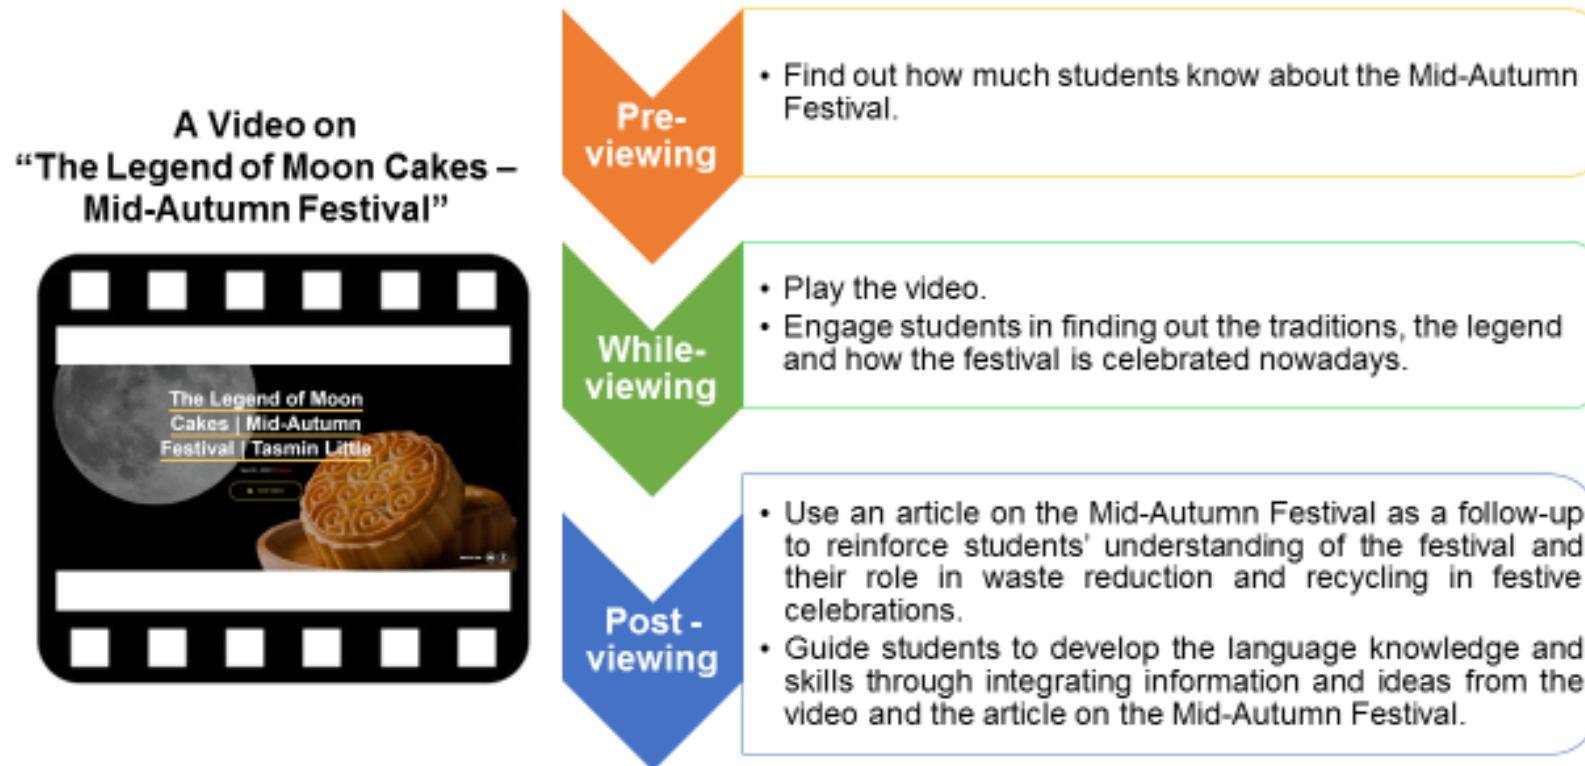 A Video on
“The Legend of Moon Cakes –
Mid-Autumn Festival”
The Legend of Moon
Cakes | Mid-Autumn
Festival | Tasmin Little
Pre-
viewing
• Find out how much students know about the Mid-Autumn
Festival.
While-
viewing
• Play the video.
• Engage students in finding out the traditions, the legend
and how the festival is celebrated nowadays.
Post -
viewing
• Use an article on the Mid-Autumn Festival as a follow-up
to reinforce students’ understanding of the festival and
their role in waste reduction and recycling in festive
celebrations.
• Guide students to develop the language knowledge and
skills through integrating information and ideas from the
video and the article on the Mid-Autumn Festival.